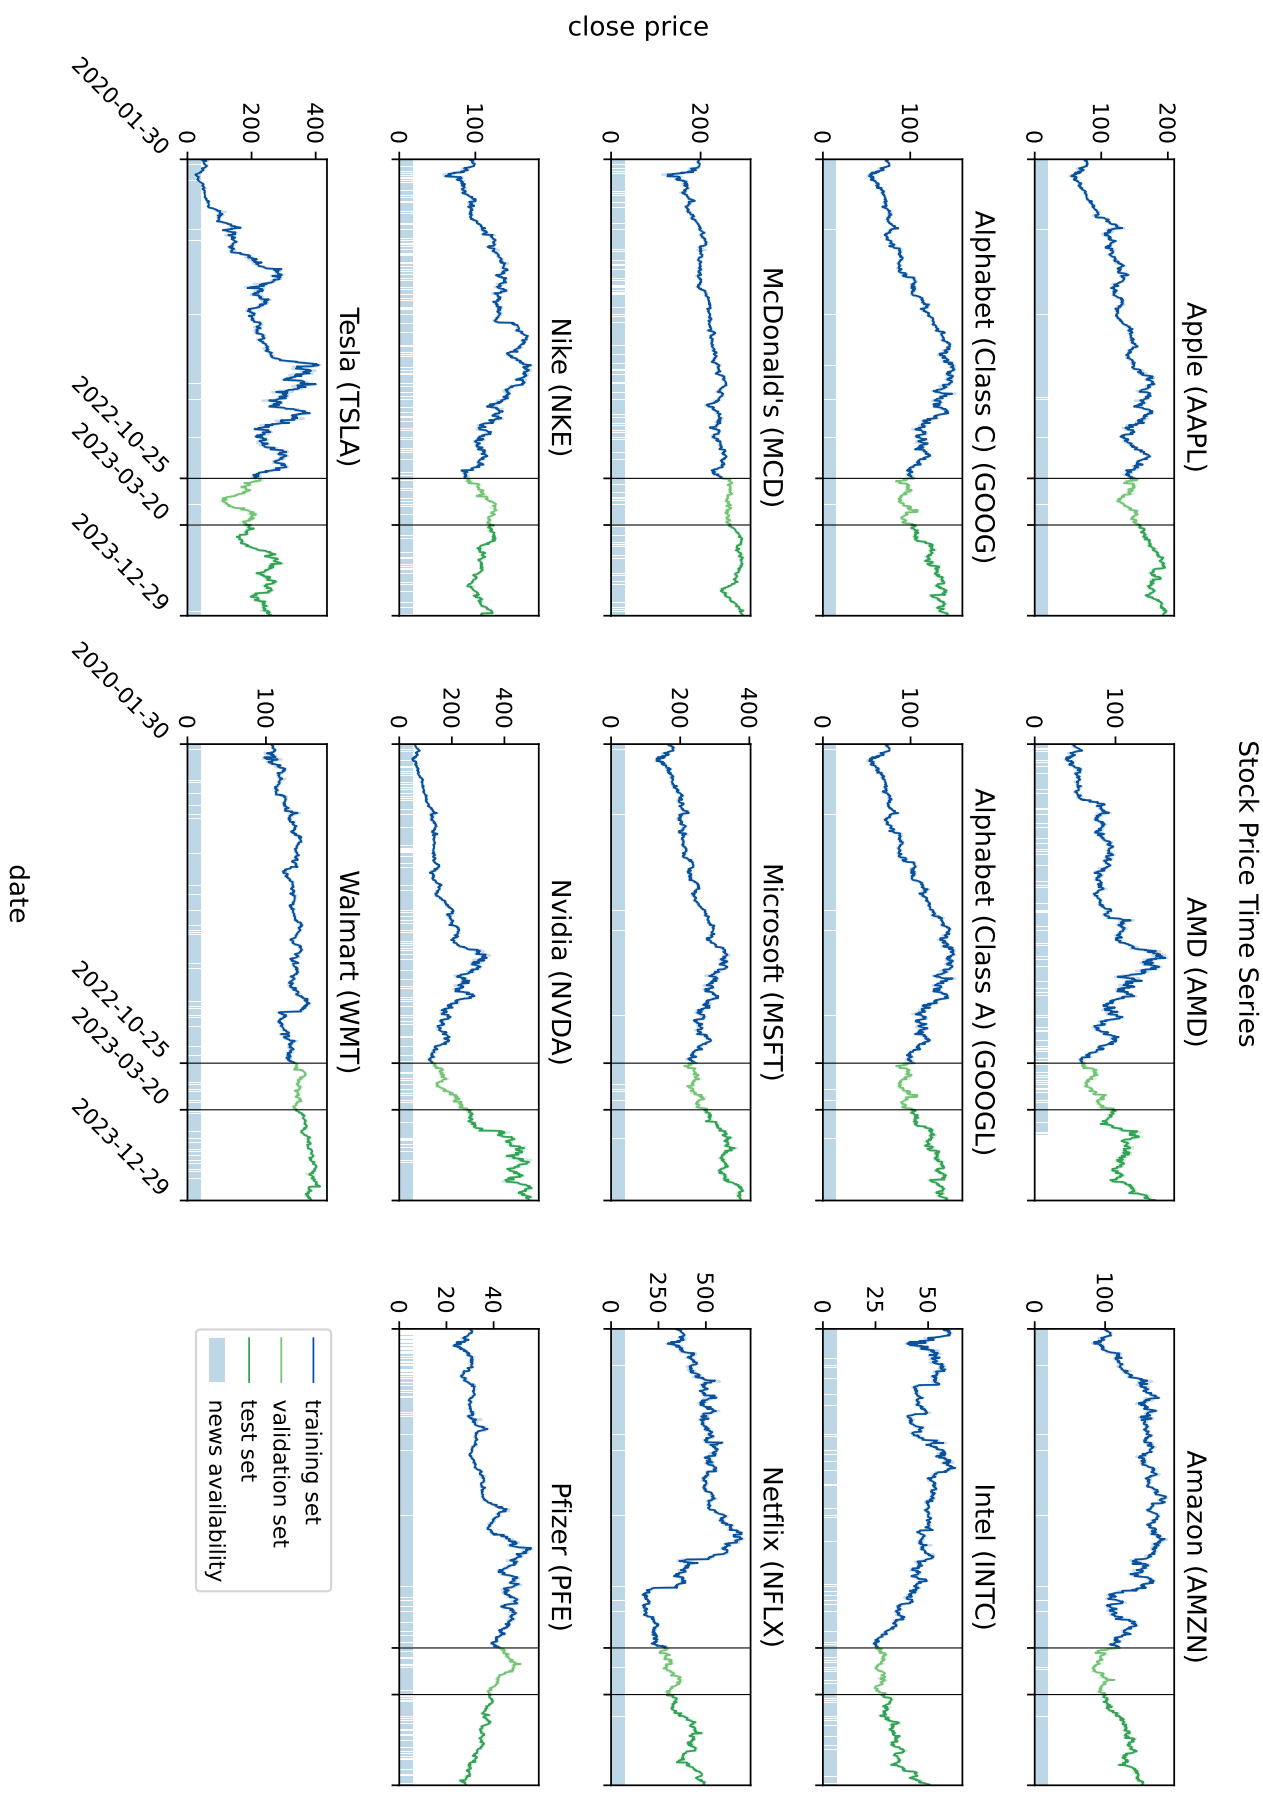 Stock Price Time Series
Apple (AAPL)
200
100
0
AMD (AMD)
100
0
Amazon (AMZN)
100
0
Alphabet (Class C) (GOOG)
100
0
Alphabet (Class A) (GOOGL)
100
0
Intel (INTC)
50
25
0
McDonald's (MCD)
200
0
Microsoft (MSFT)
400
200
0
Netflix (NFLX)
500
250
0
Nike (NKE)
100
0
Nvidia (NVDA)
400
200
0
Pfizer (PFE)
40
20
0
Tesla (TSLA)
400
200
0
2020-01-30
2022-10-25
2023-03-20
2023-12-29
Walmart (WMT)
100
0
2020-01-30
2022-10-25
2023-03-20
2023-12-29
training set
validation set
test set
news availability
close price
date